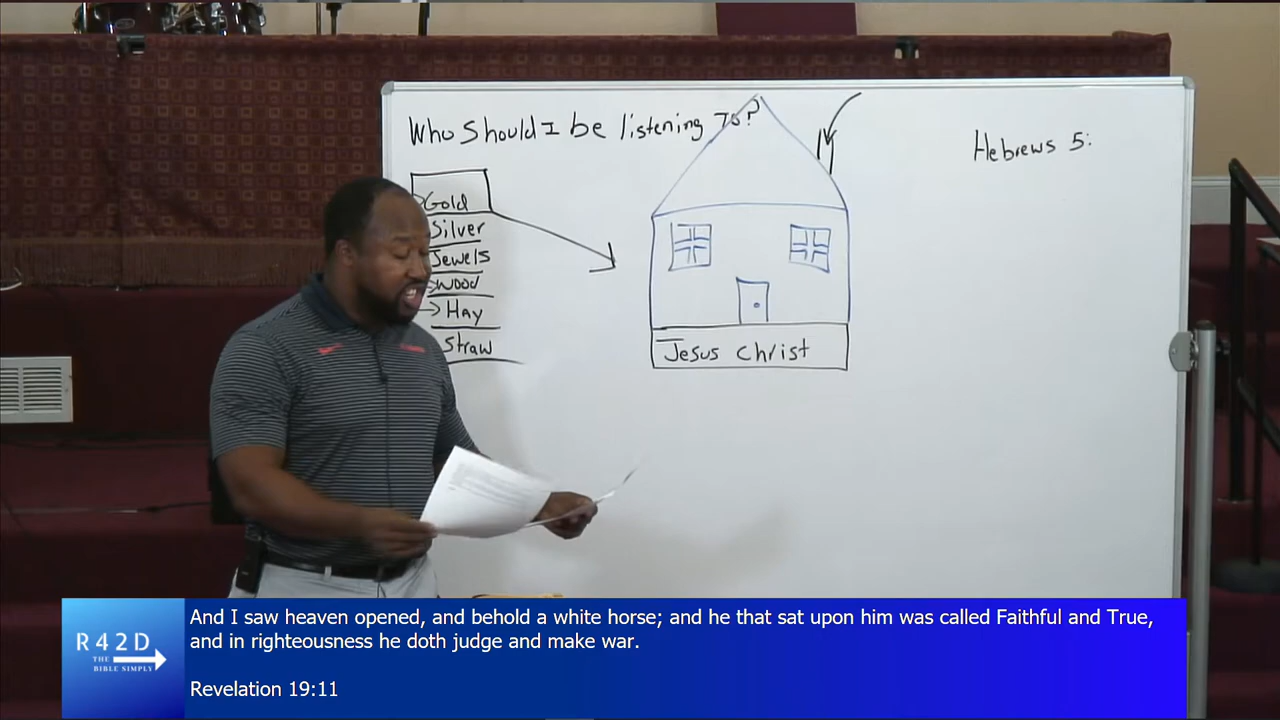 Who Should I be listening To?
Hebrews 5:
Gold
Silver
Jewels
Wood
Hay
Straw
Jesus Christ
And I saw heaven opened, and behold a white horse; and he that sat upon him was called Faithful and True,
and in righteousness he doth judge and make war.
Revelation 19:11
R42D
THE
BIBLE SIMPLY